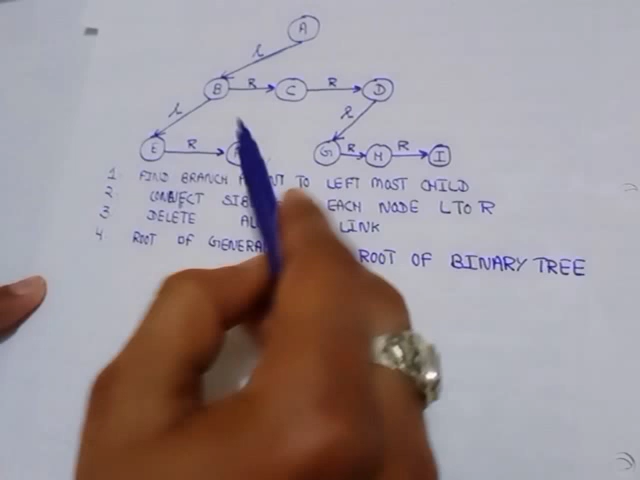 A
l
B R C R D
l l
E R G R H R I
1. FIND BRANCH TO LEFT MOST CHILD
2. CONNECT EACH NODE L TO R
3. DELETE LINK
4. ROOT OF ROOT OF BINARY TREE